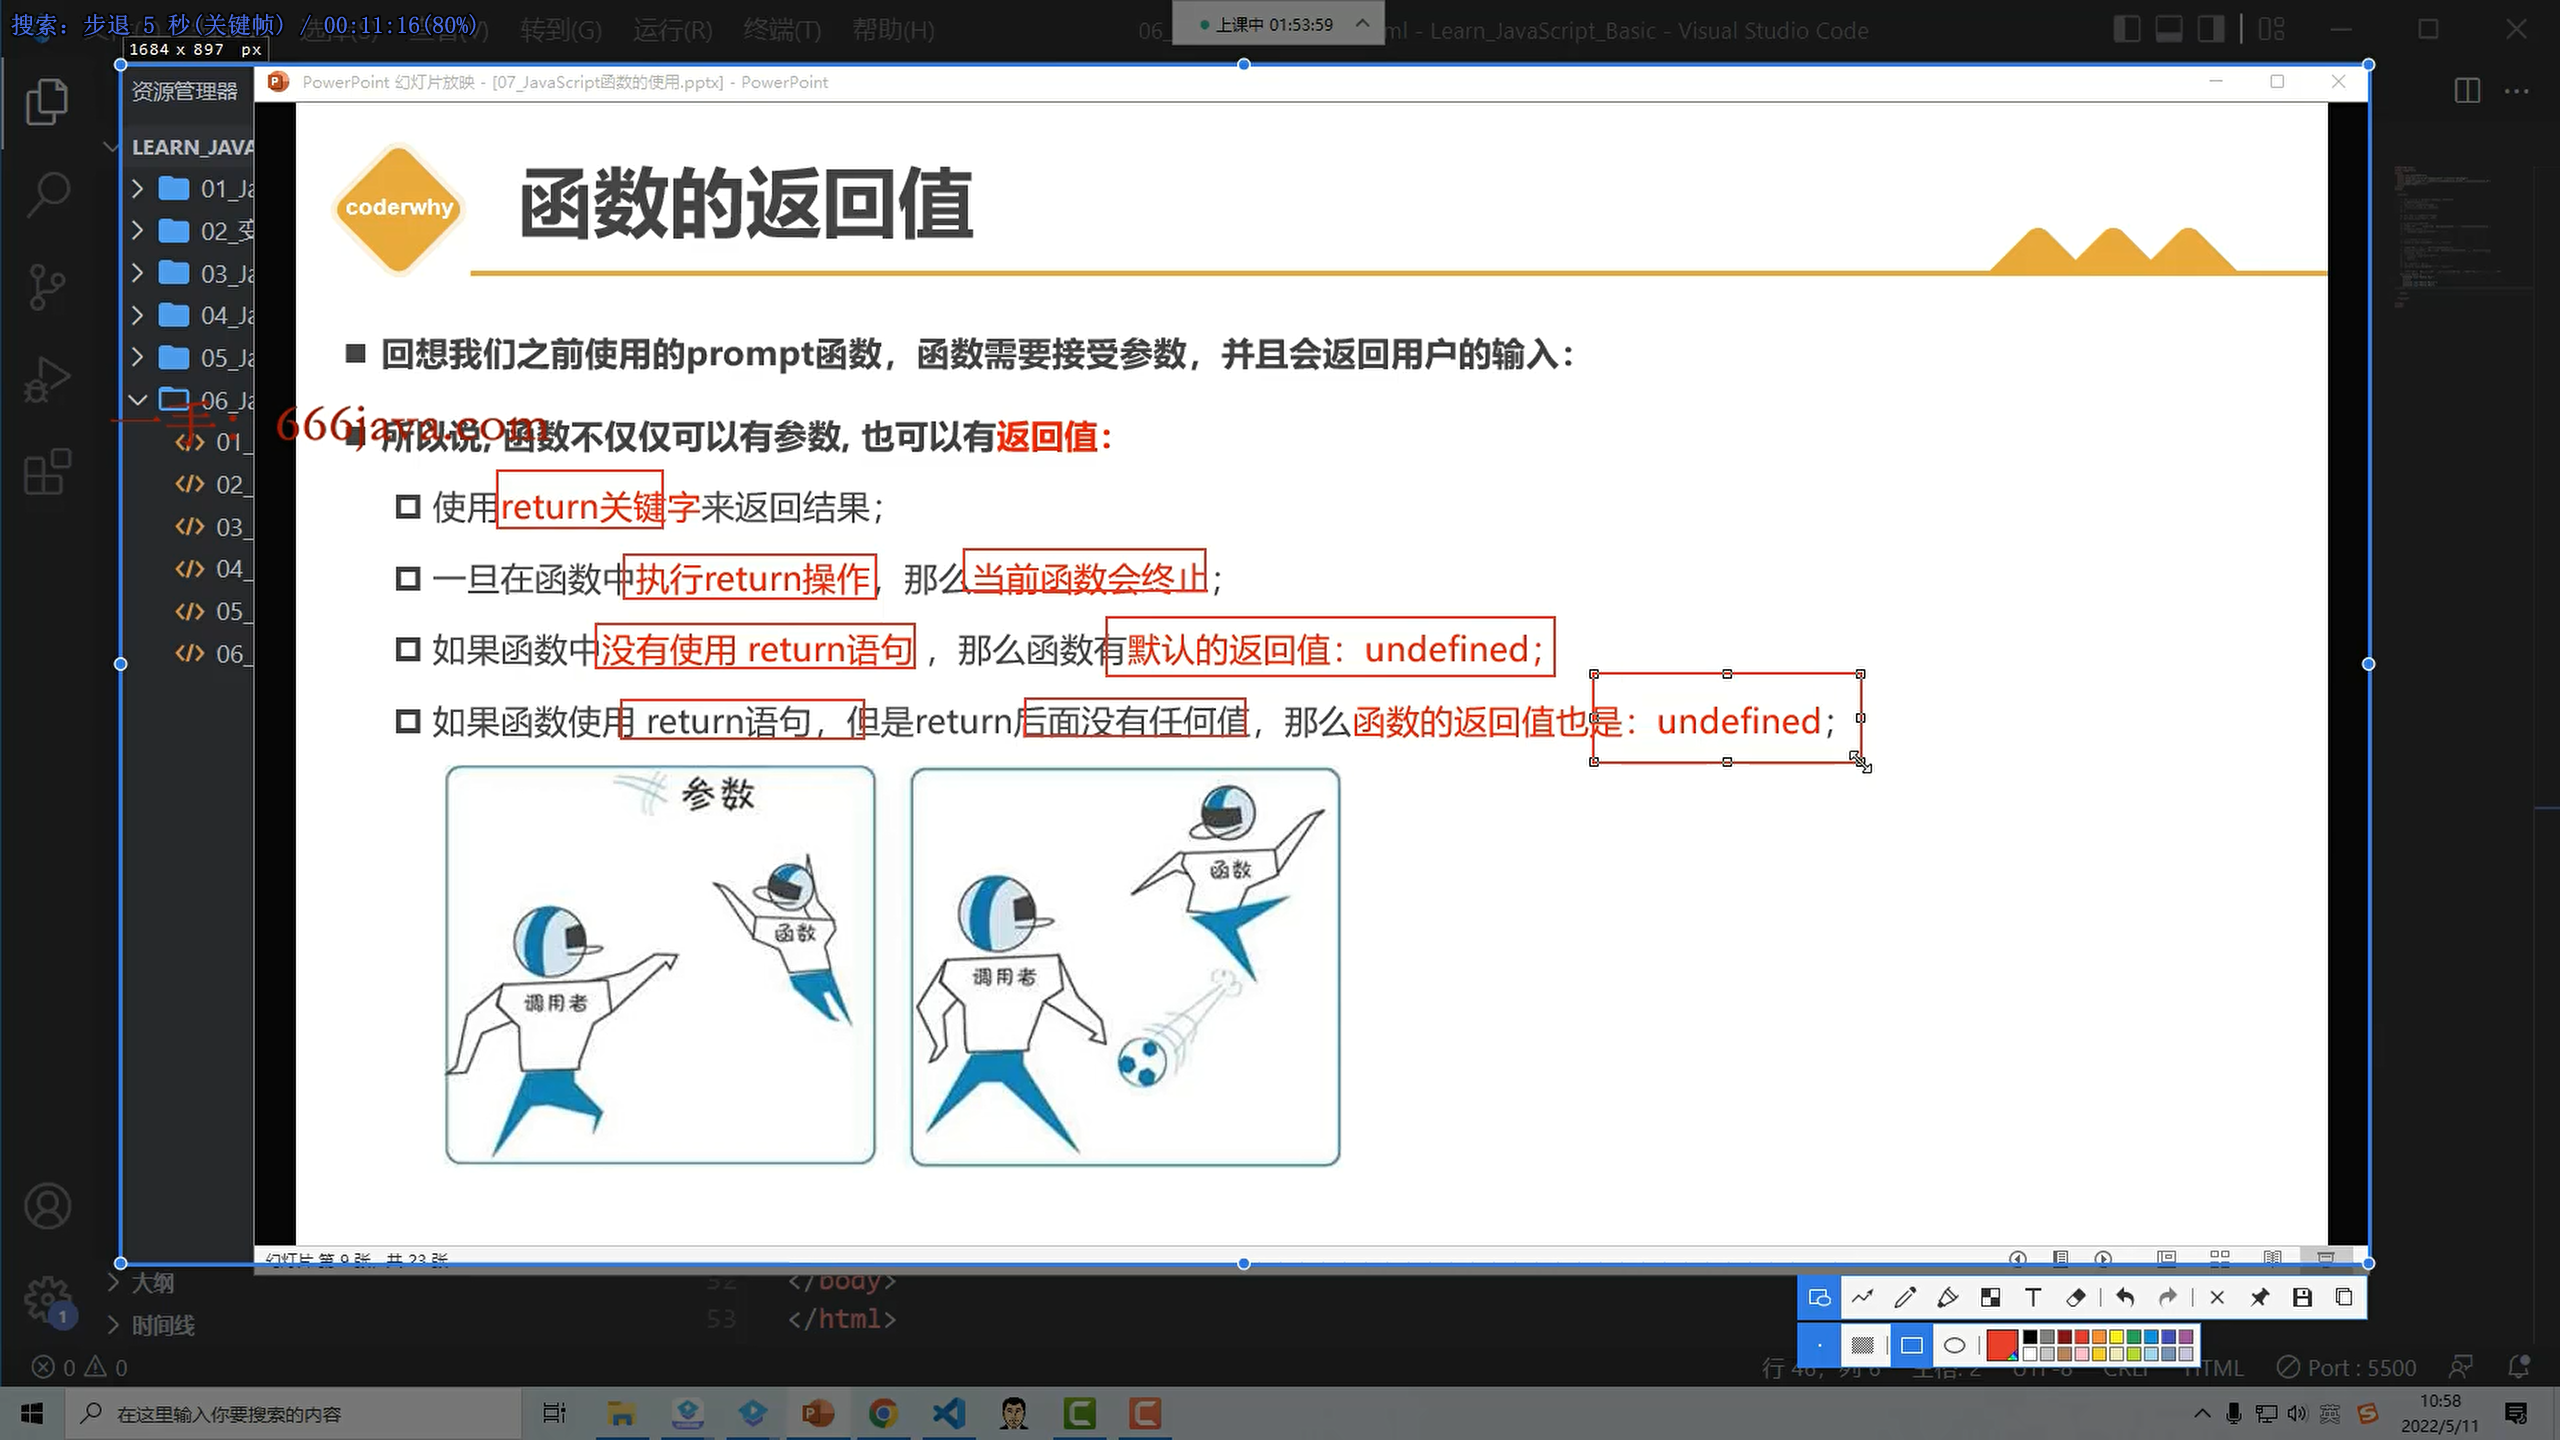 搜索: 步退 5 秒(关键帧) / 00:11:16(80%)
转到(G) 运行(R) 终端(T) 帮助(H)
上课中 01:53:59
- Learn_JavaScript_Basic - Visual Studio Code
1684 x 897 px
资源管理器
PowerPoint 幻灯片放映 - [07_JavaScript函数的使用.pptx] - PowerPoint
LEARN_JAVA
01_Ja
02_变
03_Ja
04_Ja
05_Ja
06_Ja
01_
02_
03_
04_
05_
06_
一手: 666java.com
coderwhy
函数的返回值
回想我们之前使用的prompt函数，函数需要接受参数，并且会返回用户的输入：
所以说, 函数不仅仅可以有参数, 也可以有返回值：
使用return关键字来返回结果；
一旦在函数中执行return操作，那么当前函数会终止；
如果函数中没有使用 return语句 ，那么函数有默认的返回值：undefined；
如果函数使用 return语句，但是return后面没有任何值，那么函数的返回值也是：undefined；
参数
函数
调用者
函数
调用者
幻灯片 第 9 张，共 23 张
大纲
时间线
52 </body>
53 </html>
1
0 0
HTML
Port : 5500
在这里输入你要搜索的内容
英
10:58
2022/5/11